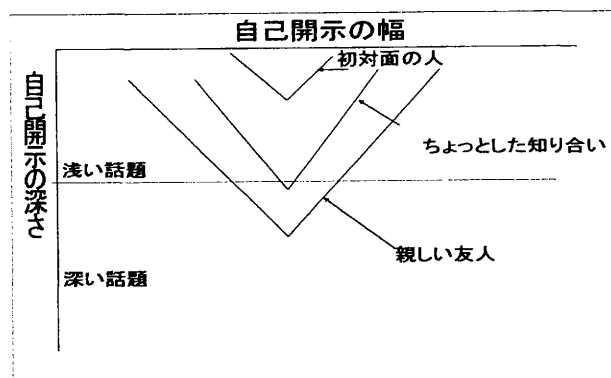 自己開示の幅
初対面の人
自己開示の深さ
ちょっとした知り合い
浅い話題
親しい友人
深い話題